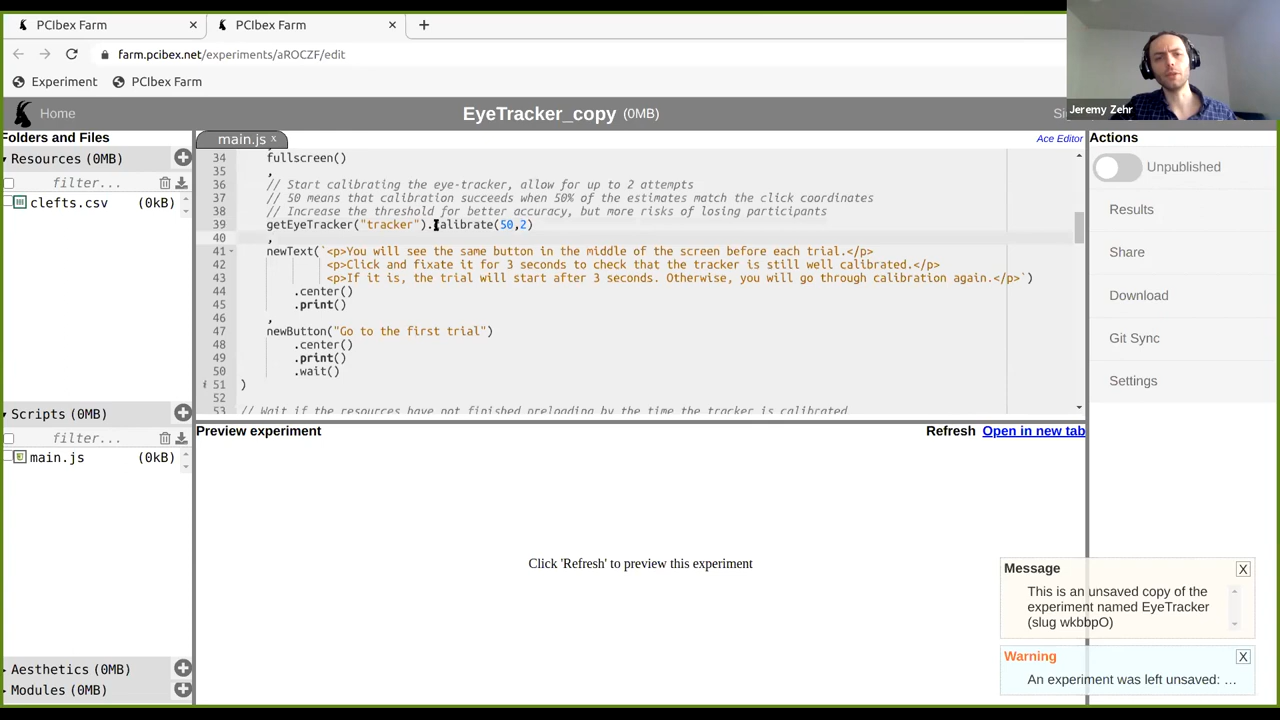 PCIbex Farm x
PCIbex Farm x
+
farm.pcibex.net/experiments/aROCZF/edit
Experiment
PCIbex Farm
Jeremy Zehr
Home
EyeTracker_copy (0MB)
Folders and Files
Resources (0MB)
filter...
clefts.csv (0kB)
Scripts (0MB)
filter...
main.js (0kB)
Aesthetics (0MB)
Modules (0MB)
main.js x
Ace Editor
34 fullscreen()
35 ,
36 // Start calibrating the eye-tracker, allow for up to 2 attempts
37 // 50 means that calibration succeeds when 50% of the estimates match the click coordinates
38 // Increase the threshold for better accuracy, but more risks of losing participants
39 getEyeTracker("tracker").calibrate(50,2)
40 ,
41 newText(`<p>You will see the same button in the middle of the screen before each trial.</p>
42 <p>Click and fixate it for 3 seconds to check that the tracker is still well calibrated.</p>
43 <p>If it is, the trial will start after 3 seconds. Otherwise, you will go through calibration again.</p>`)
44 .center()
45 .print()
46 ,
47 newButton("Go to the first trial")
48 .center()
49 .print()
50 .wait()
51 )
52
53 // Wait if the resources have not finished preloading by the time the tracker is calibrated
Preview experiment
Refresh Open in new tab
Click 'Refresh' to preview this experiment
Actions
Unpublished
Results
Share
Download
Git Sync
Settings
Message X
This is an unsaved copy of the
experiment named EyeTracker
(slug wkbbpO)
Warning X
An experiment was left unsaved: ...